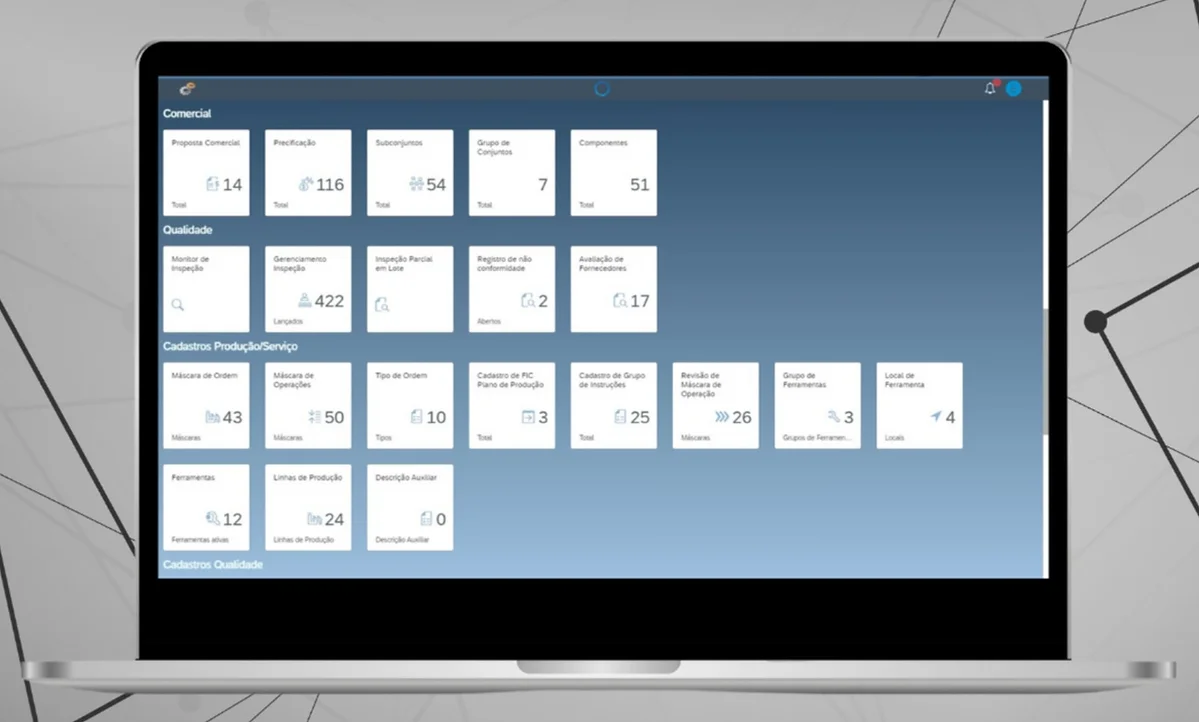 Comercial
Proposta Comercial
14
Total
Precificação
116
Total
Subconjuntos
54
Total
Grupo de
Conjuntos
7
Total
Componentes
51
Total
Qualidade
Monitor de
Inspeção
Gerenciamento
Inspeção
422
Lançados
Inspeção Parcial
em Lote
Registro de não
conformidade
2
Abertos
Avaliação de
Fornecedores
17
Cadastros Produção/Serviço
Máscara de Ordem
43
Máscaras
Máscara de
Operações
50
Máscaras
Tipo de Ordem
10
Tipos
Cadastro de FIC
Plano de Produção
3
Total
Cadastro de Grupo
de Instruções
25
Total
Revisão de
Máscara de
Operação
26
Máscaras
Grupo de
Ferramentas
3
Grupos de Ferramen...
Local de
Ferramenta
4
Locais
Ferramentas
12
Ferramentas ativas
Linhas de Produção
24
Linhas de Produção
Descrição Auxiliar
0
Descrição Auxiliar
Cadastros Qualidade